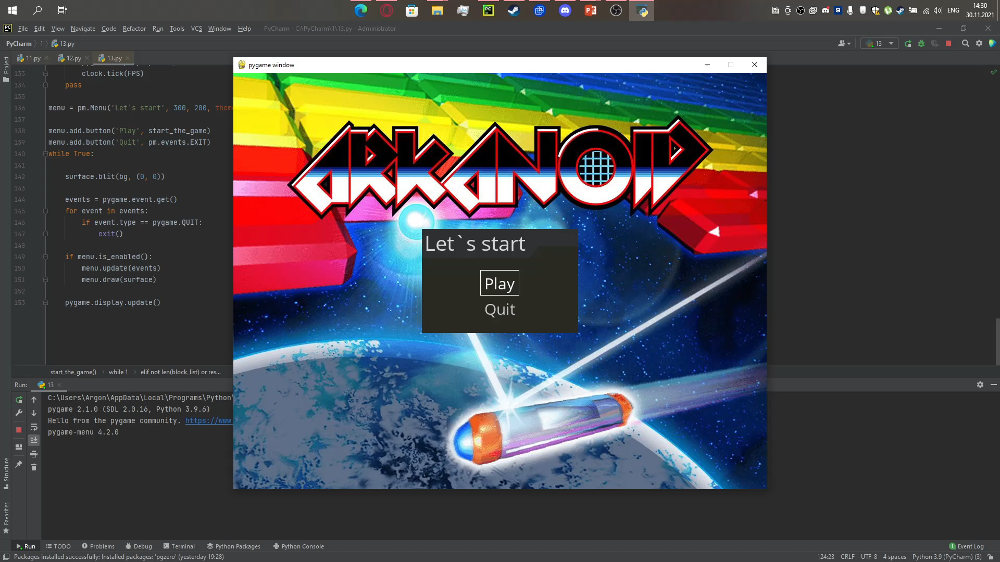 ENG
14:30
30.11.2021
File Edit View Navigate Code Refactor Run Tools VCS Window Help PyCharm - C:\PyCharm\1\13.py - Administrator
PyCharm 1 13.py
13
11.py 12.py 13.py
Project
133 clock.tick(FPS)
134 pass
135
136 menu = pm.Menu('Let`s start', 300, 200, them
137
138 menu.add.button('Play', start_the_game)
139 menu.add.button('Quit', pm.events.EXIT)
140 while True:
141
142 surface.blit(bg, (0, 0))
143
144 events = pygame.event.get()
145 for event in events:
146 if event.type == pygame.QUIT:
147 exit()
148
149 if menu.is_enabled():
150 menu.update(events)
151 menu.draw(surface)
152
153 pygame.display.update()
start_the_game() while 1 elif not len(block_list) or res...
pygame window
ARKANOID
Let`s start
Play
Quit
Run: 13
C:\Users\Argon\AppData\Local\Programs\Python\
pygame 2.1.0 (SDL 2.0.16, Python 3.9.6)
Hello from the pygame community. https://www.
pygame-menu 4.2.0
Structure
Favorites
Run TODO Problems Debug Terminal Python Packages Python Console 1 Event Log
Packages installed successfully: Installed packages: 'pgzero' (yesterday 19:28) 124:23 CRLF UTF-8 4 spaces Python 3.9 (PyCharm) (3)